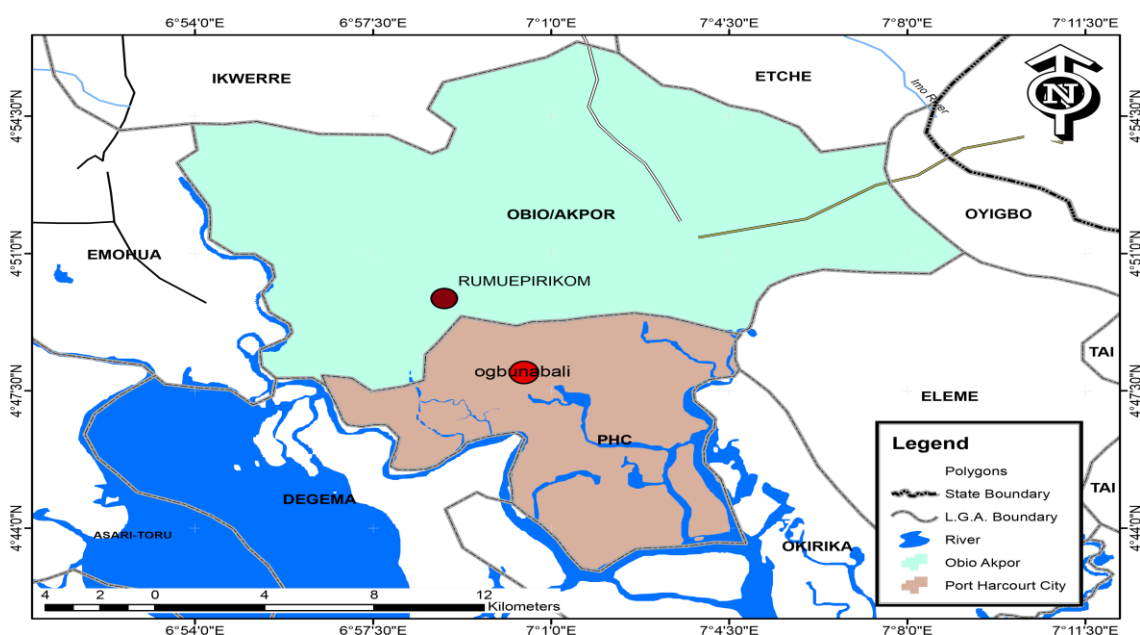 6°54'0"E 6°57'30"E 7°1'0"E 7°4'30"E 7°8'0"E 7°11'30"E
IKWERRE
ETCHE
Imo River
N
4°54'30"N 4°54'30"N
OBIO/AKPOR
OYIGBO
EMOHUA
4°51'0"N 4°51'0"N
RUMUEPIRIKOM
TAI
ogbunabali
4°47'30"N 4°47'30"N
ELEME
PHC
Legend
Polygons
State Boundary
L.G.A. Boundary
River
Obio Akpor
Port Harcourt City
TAI
DEGEMA
ASARI-TORU
4°44'0"N 4°44'0"N
OKIRIKA
4 2 0 4 8 12
Kilometers
6°54'0"E 6°57'30"E 7°1'0"E 7°4'30"E 7°8'0"E 7°11'30"E